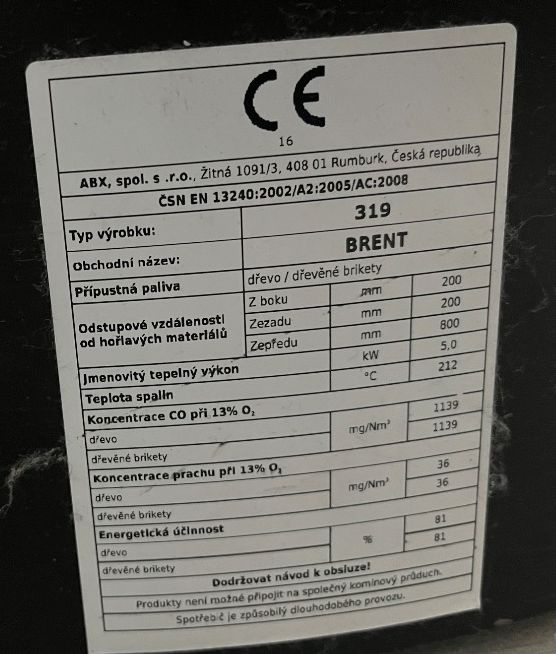 CE
16
ABX, spol. s .r.o., Žitná 1091/3, 408 01 Rumburk, Česká republika
ČSN EN 13240:2002/A2:2005/AC:2008
Typ výrobku: 319
Obchodní název: BRENT
Přípustná paliva dřevo / dřevěné brikety
Odstupové vzdálenosti od hořlavých materiálů
Z boku mm 200
Zezadu mm 200
Zepředu mm 800
Jmenovitý tepelný výkon kW 5,0
Teplota spalin °C 212
Koncentrace CO při 13% O₂ mg/Nm³
dřevo 1139
dřevěné brikety 1139
Koncentrace prachu při 13% O₂ mg/Nm³
dřevo 36
dřevěné brikety 36
Energetická účinnost %
dřevo 81
dřevěné brikety 81
Dodržovat návod k obsluze!
Produkty není možné připojit na společný komínový průduch.
Spotřebič je způsobilý dlouhodobého provozu.